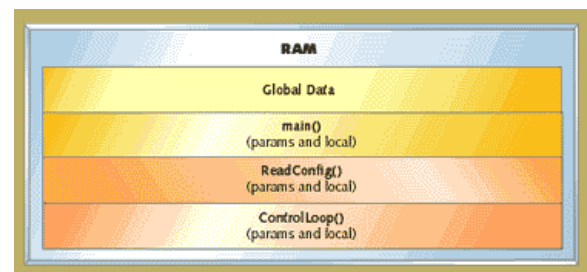 RAM
Global Data
main()
(params and local)
ReadConfig()
(params and local)
ControlLoop()
(params and local)